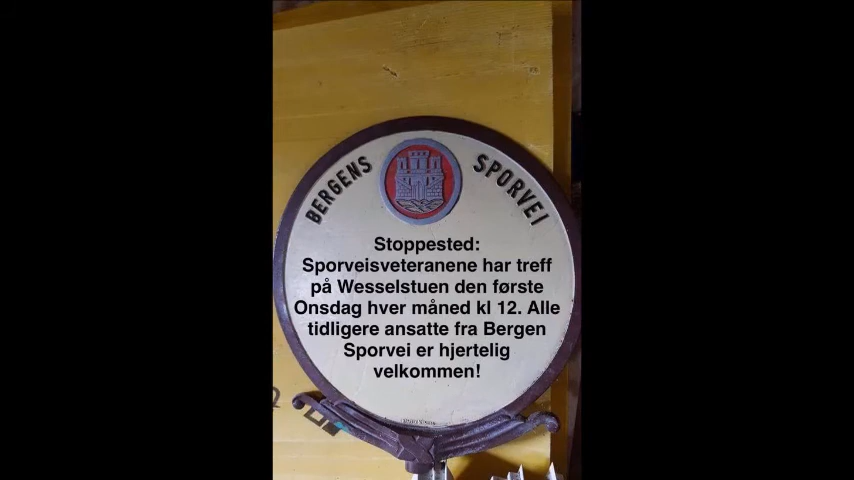 BERGENS SPORVEI
Stoppested:
Sporveisveteranene har treff
på Wesselstuen den første
Onsdag hver måned kl 12. Alle
tidligere ansatte fra Bergen
Sporvei er hjertelig
velkommen!